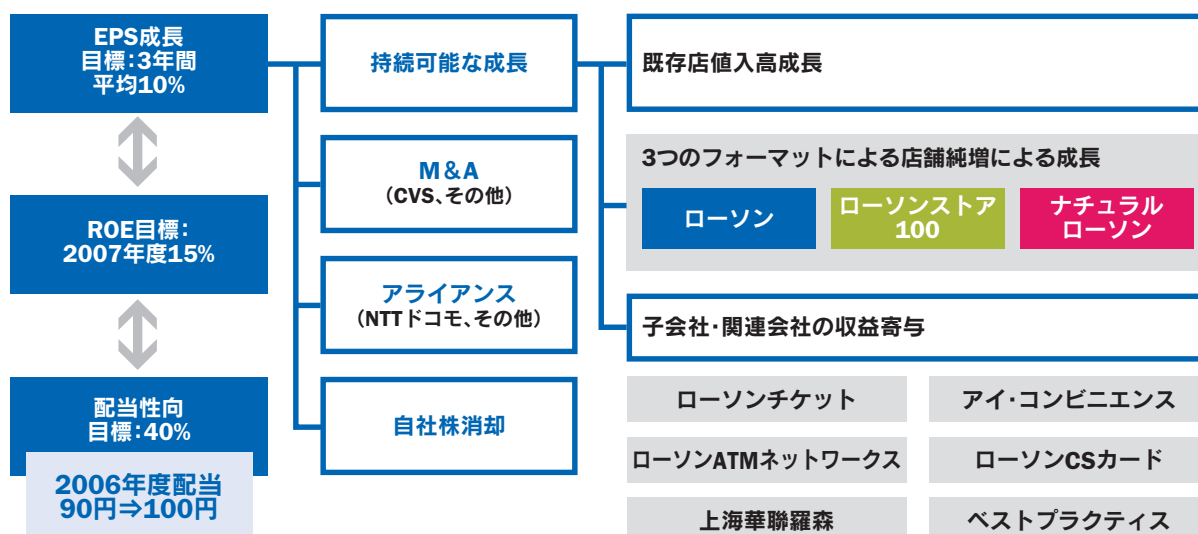 EPS成長
目標:3年間
平均10%
ROE目標:
2007年度15%
配当性向
目標:40%
2006年度配当
90円⇒100円
持続可能な成長
M&A
(CVS、その他)
アライアンス
(NTTドコモ、その他)
自社株消却
既存店値入高成長
3つのフォーマットによる店舗純増による成長
ローソン
ローソンストア
100
ナチュラル
ローソン
子会社・関連会社の収益寄与
ローソンチケット
アイ・コンビニエンス
ローソンATMネットワークス
ローソンCSカード
上海華聯羅森
ベストプラクティス